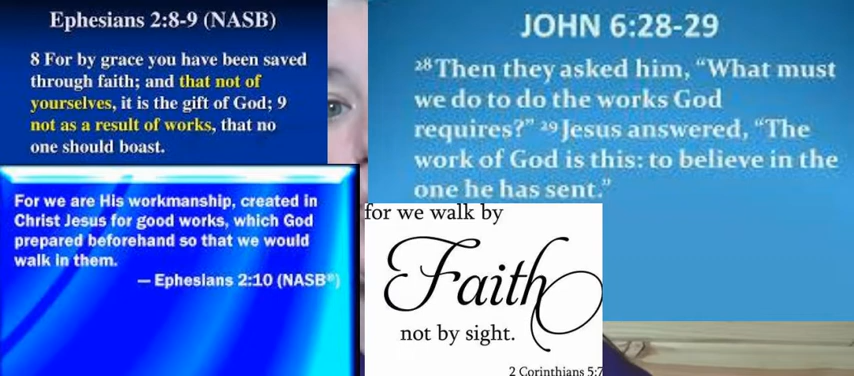 Ephesians 2:8-9 (NASB)
8 For by grace you have been saved
through faith; and that not of
yourselves, it is the gift of God; 9
not as a result of works, that no
one should boast.
For we are His workmanship, created in
Christ Jesus for good works, which God
prepared beforehand so that we would
walk in them.
— Ephesians 2:10 (NASB®)
JOHN 6:28-29
²⁸Then they asked him, “What must
we do to do the works God
requires?” ²⁹Jesus answered, “The
work of God is this: to believe in the
one he has sent.”
for we walk by
Faith
not by sight.
2 Corinthians 5:7